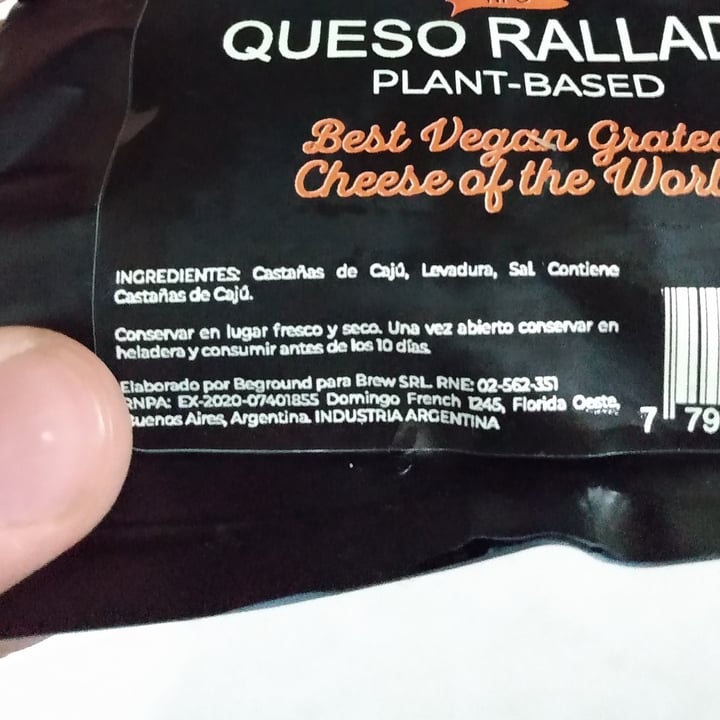 QUESO RALLAD
PLANT-BASED
Best Vegan Grated
Cheese of the Worl
INGREDIENTES: Castañas de Cajú, Levadura, Sal. Contiene
Castañas de Cajú.
Conservar en lugar fresco y seco. Una vez abierto conservar en
heladera y consumir antes de los 10 días.
Elaborado por Beground para Brew SRL. RNE: 02-562-351
RNPA: EX-2020-07401855 Domingo French 1245, Florida Oeste,
Buenos Aires, Argentina. INDUSTRIA ARGENTINA
7 79